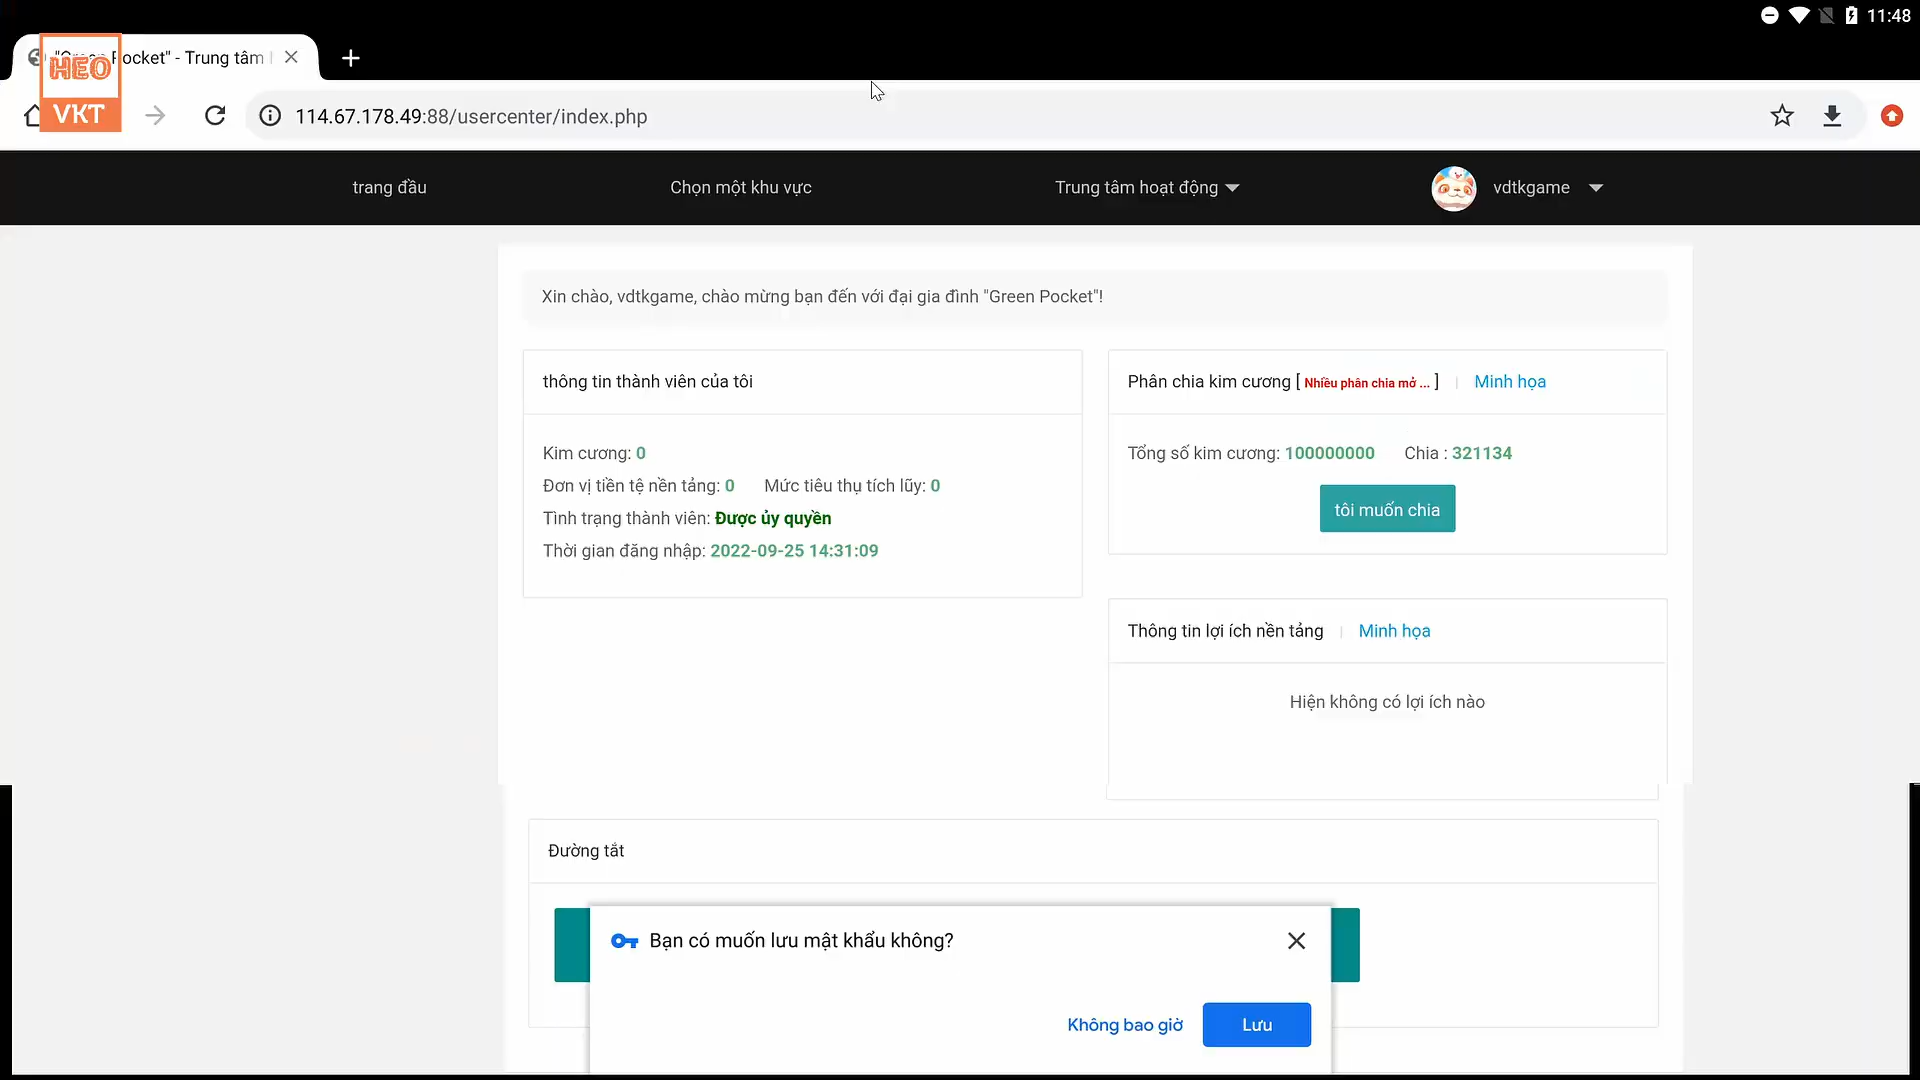 11:48
HEO
VKT
ocket" - Trung tâm
114.67.178.49:88/usercenter/index.php
trang đầu
Chọn một khu vực
Trung tâm hoạt động
vdtkgame
Xin chào, vdtkgame, chào mừng bạn đến với đại gia đình "Green Pocket"!
thông tin thành viên của tôi
Kim cương: 0
Đơn vị tiền tệ nền tảng: 0 Mức tiêu thụ tích lũy: 0
Tình trạng thành viên: Được ủy quyền
Thời gian đăng nhập: 2022-09-25 14:31:09
Phân chia kim cương [ Nhiều phân chia mở ... ] | Minh họa
Tổng số kim cương: 100000000 Chia : 321134
tôi muốn chia
Thông tin lợi ích nền tảng | Minh họa
Hiện không có lợi ích nào
Đường tắt
Bạn có muốn lưu mật khẩu không?
Không bao giờ
Lưu